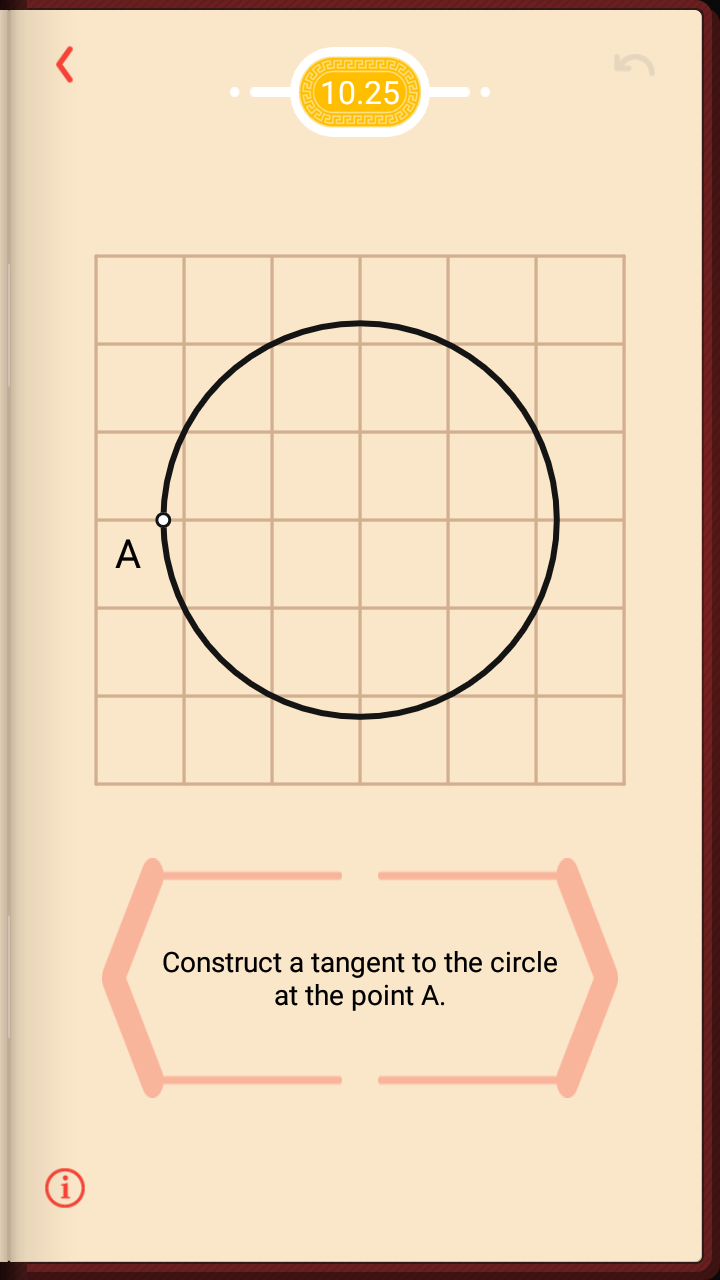 10.25
A
Construct a tangent to the circle
at the point A.
i